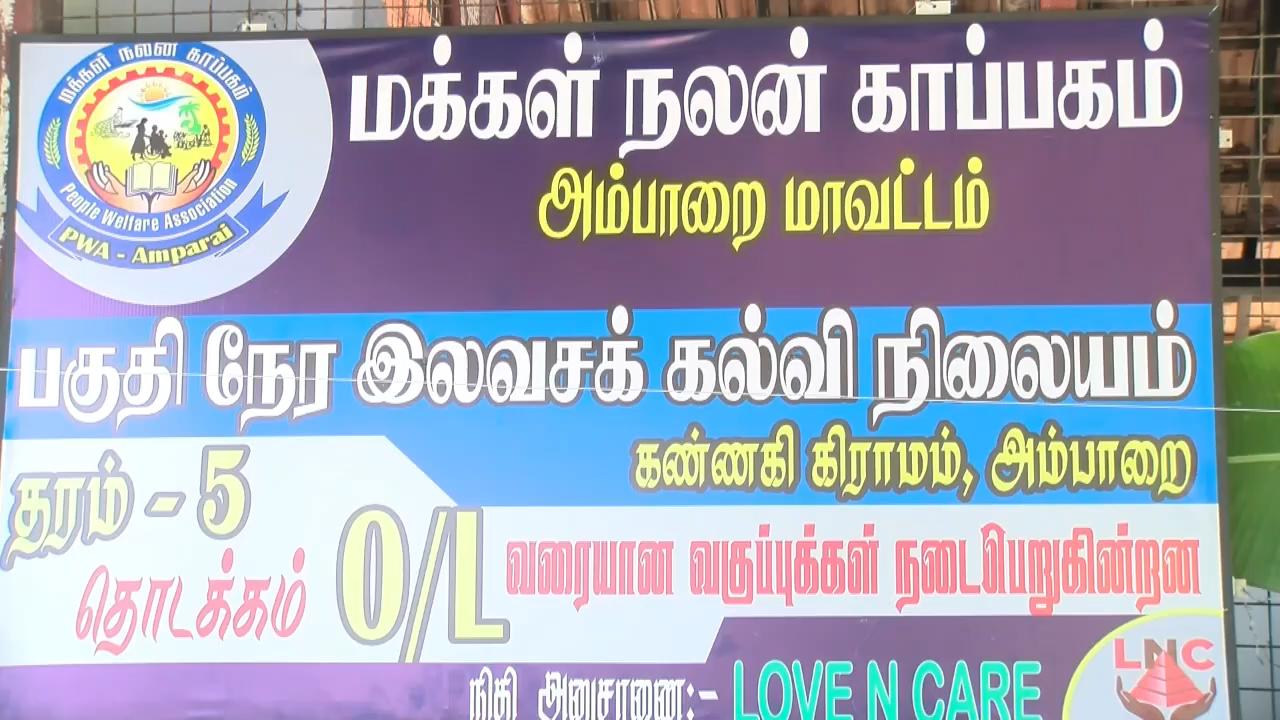 மக்கள் நலன் காப்பகம்
People Welfare Association
PWA - Amparai
மக்கள் நலன் காப்பகம்
அம்பாறை மாவட்டம்
பகுதி நேர இலவசக் கல்வி நிலையம்
கண்ணகி கிராமம், அம்பாறை
தரம் - 5
தொடக்கம் O/L வரையான வகுப்புக்கள் நடைபெறுகின்றன
நிதி அனுசரணை:- LOVE N CARE
LNC